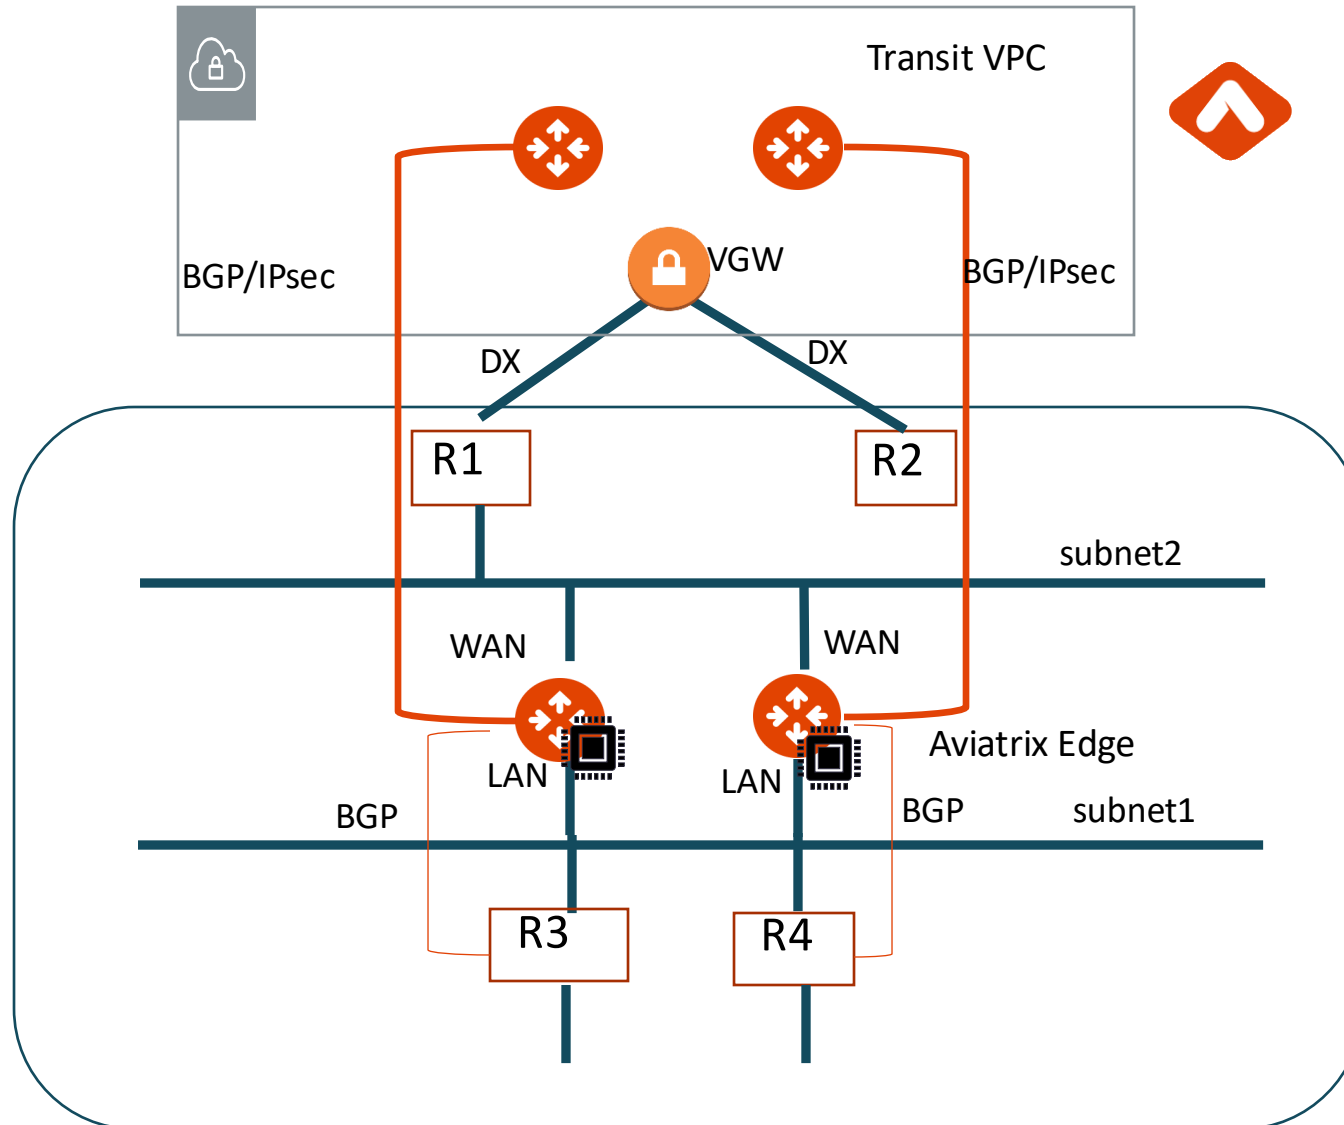 Transit VPC
VGW
BGP/IPsec
BGP/IPsec
DX
DX
R1
R2
subnet2
WAN
WAN
Aviatrix Edge
LAN
LAN
BGP
BGP
subnet1
R3
R4